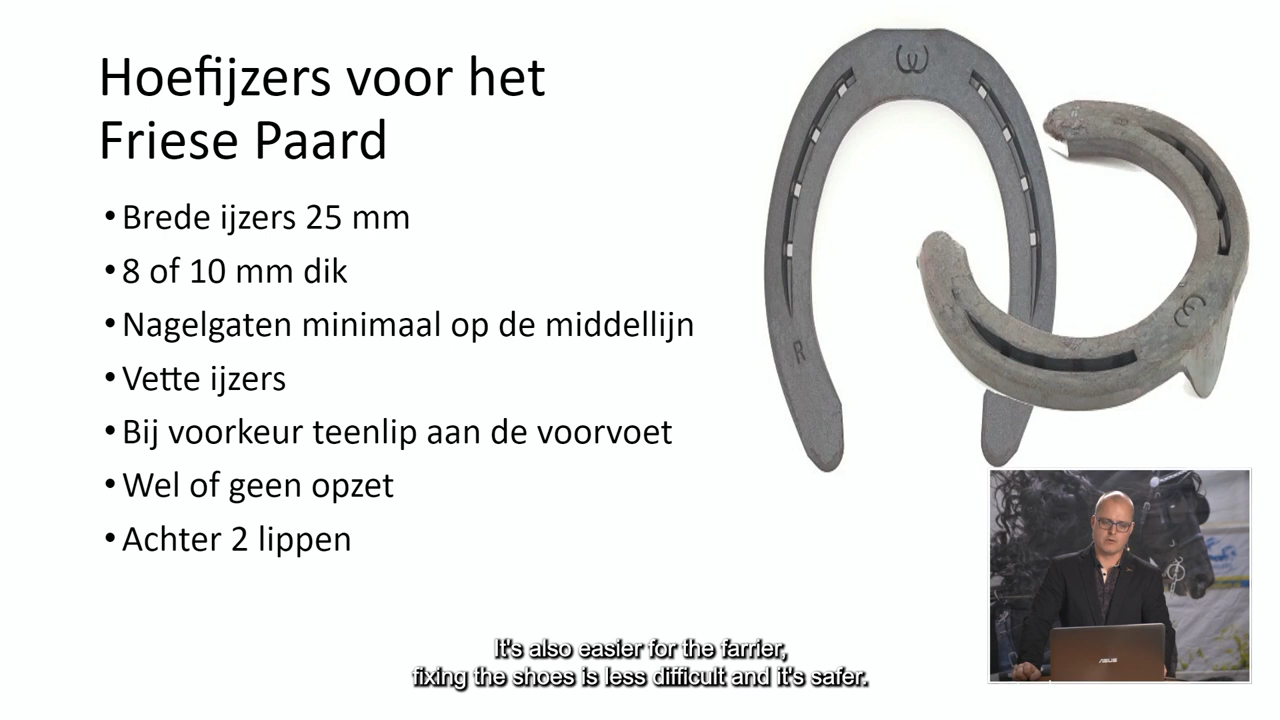 Hoefijzers voor het
Friese Paard
• Brede ijzers 25 mm
• 8 of 10 mm dik
• Nagelgaten minimaal op de middellijn
• Vette ijzers
• Bij voorkeur teenlip aan de voorvoet
• Wel of geen opzet
• Achter 2 lippen
R
ASUS
It's also easier for the farrier,
fixing the shoes is less difficult and it's safer.